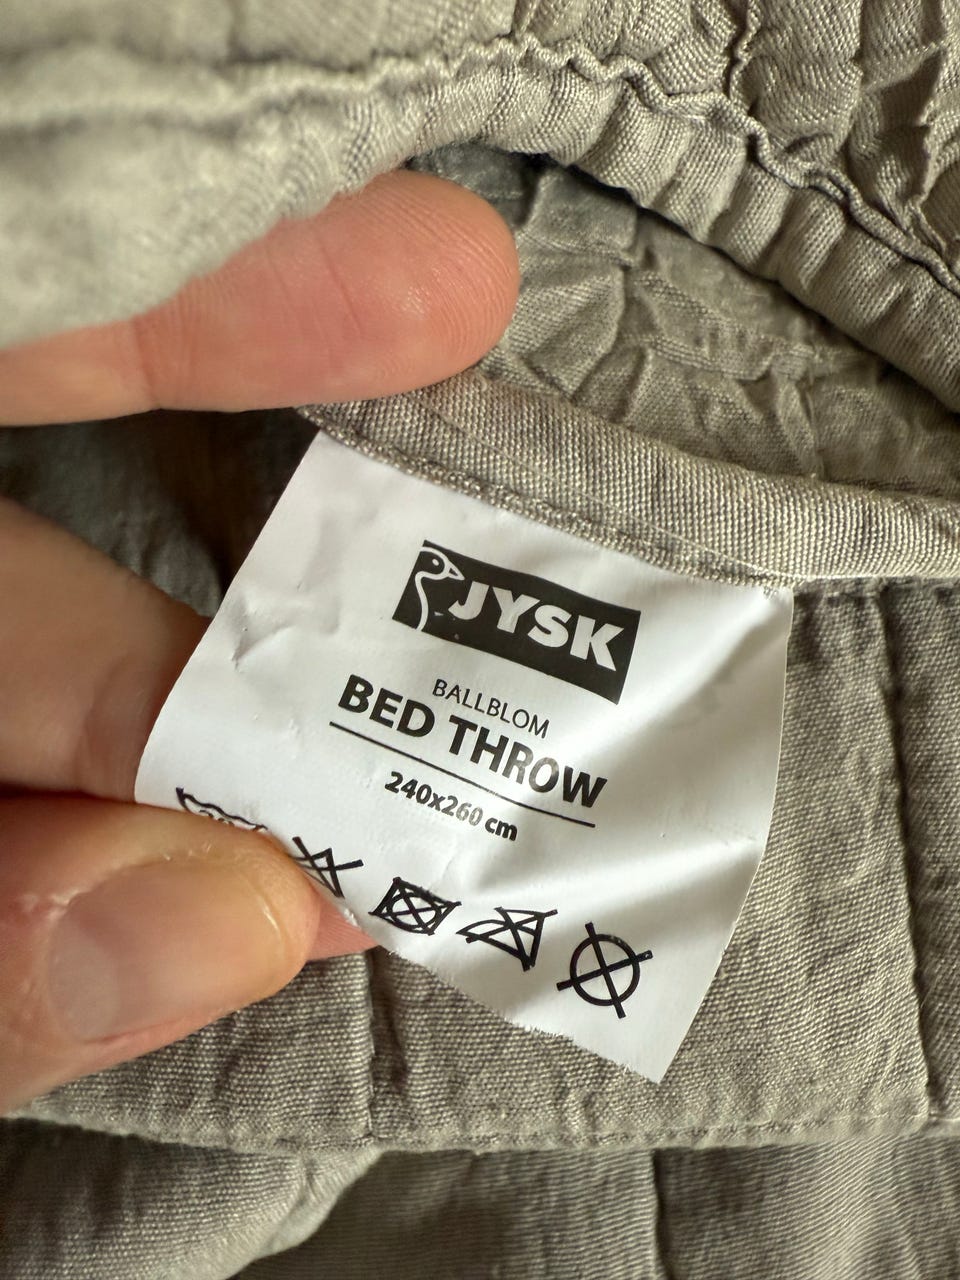 JYSK
BALLBLOM
BED THROW
240x260 cm